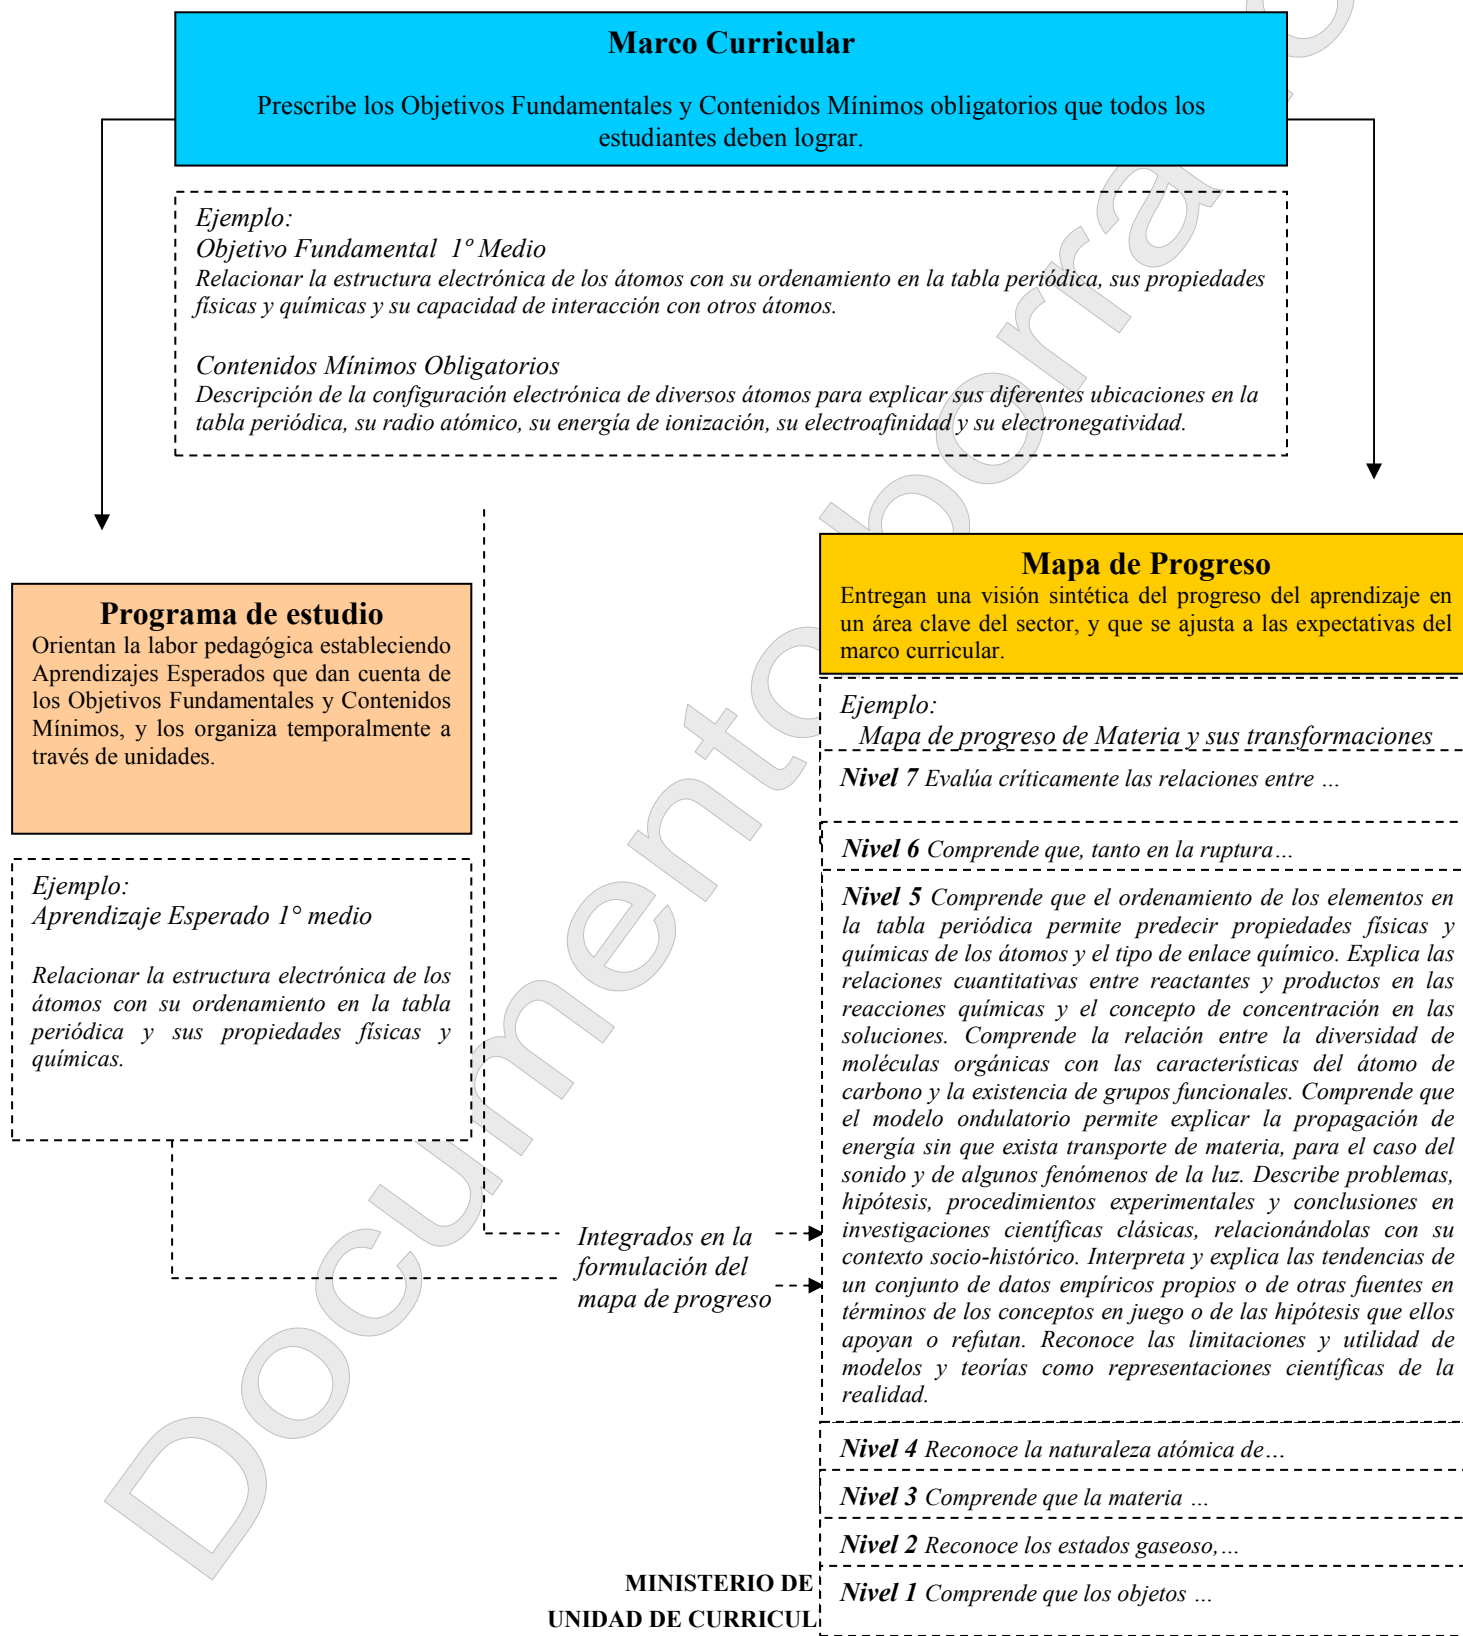 Marco Curricular
Prescribe los Objetivos Fundamentales y Contenidos Mínimos obligatorios que todos los
estudiantes deben lograr.
Ejemplo:
Objetivo Fundamental 1º Medio
Relacionar la estructura electrónica de los átomos con su ordenamiento en la tabla periódica, sus propiedades
físicas y químicas y su capacidad de interacción con otros átomos.
Contenidos Mínimos Obligatorios
Descripción de la configuración electrónica de diversos átomos para explicar sus diferentes ubicaciones en la
tabla periódica, su radio atómico, su energía de ionización, su electroafinidad y su electronegatividad.
Programa de estudio
Orientan la labor pedagógica estableciendo
Aprendizajes Esperados que dan cuenta de
los Objetivos Fundamentales y Contenidos
Mínimos, y los organiza temporalmente a
través de unidades.
Ejemplo:
Aprendizaje Esperado 1° medio
Relacionar la estructura electrónica de los
átomos con su ordenamiento en la tabla
periódica y sus propiedades físicas y
químicas.
Integrados en la
formulación del
mapa de progreso
Mapa de Progreso
Entregan una visión sintética del progreso del aprendizaje en
un área clave del sector, y que se ajusta a las expectativas del
marco curricular.
Ejemplo:
Mapa de progreso de Materia y sus transformaciones
Nivel 7 Evalúa críticamente las relaciones entre …
Nivel 6 Comprende que, tanto en la ruptura…
Nivel 5 Comprende que el ordenamiento de los elementos en
la tabla periódica permite predecir propiedades físicas y
químicas de los átomos y el tipo de enlace químico. Explica las
relaciones cuantitativas entre reactantes y productos en las
reacciones químicas y el concepto de concentración en las
soluciones. Comprende la relación entre la diversidad de
moléculas orgánicas con las características del átomo de
carbono y la existencia de grupos funcionales. Comprende que
el modelo ondulatorio permite explicar la propagación de
energía sin que exista transporte de materia, para el caso del
sonido y de algunos fenómenos de la luz. Describe problemas,
hipótesis, procedimientos experimentales y conclusiones en
investigaciones científicas clásicas, relacionándolas con su
contexto socio-histórico. Interpreta y explica las tendencias de
un conjunto de datos empíricos propios o de otras fuentes en
términos de los conceptos en juego o de las hipótesis que ellos
apoyan o refutan. Reconoce las limitaciones y utilidad de
modelos y teorías como representaciones científicas de la
realidad.
Nivel 4 Reconoce la naturaleza atómica de…
Nivel 3 Comprende que la materia …
Nivel 2 Reconoce los estados gaseoso,…
Nivel 1 Comprende que los objetos …
MINISTERIO DE
UNIDAD DE CURRICUL
Documento borra